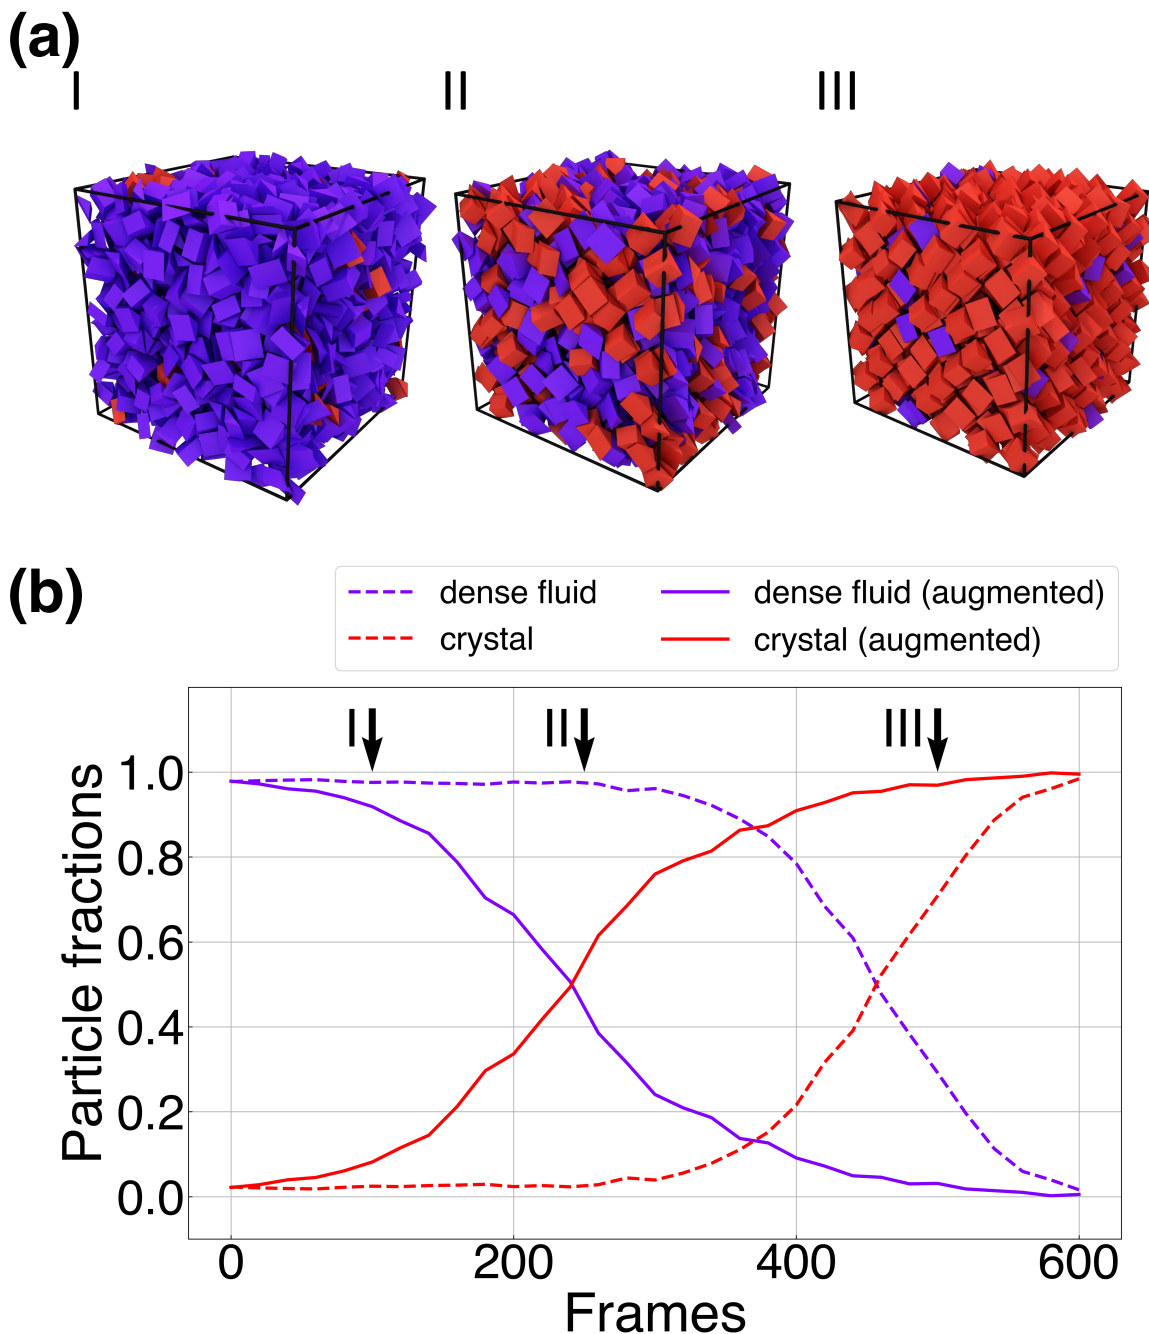 (a)
I II III
(b)
dense fluid dense fluid (augmented)
crystal crystal (augmented)
I II III
1.0
0.8
0.6
0.4
0.2
0.0
Particle fractions
0 200 400 600
Frames